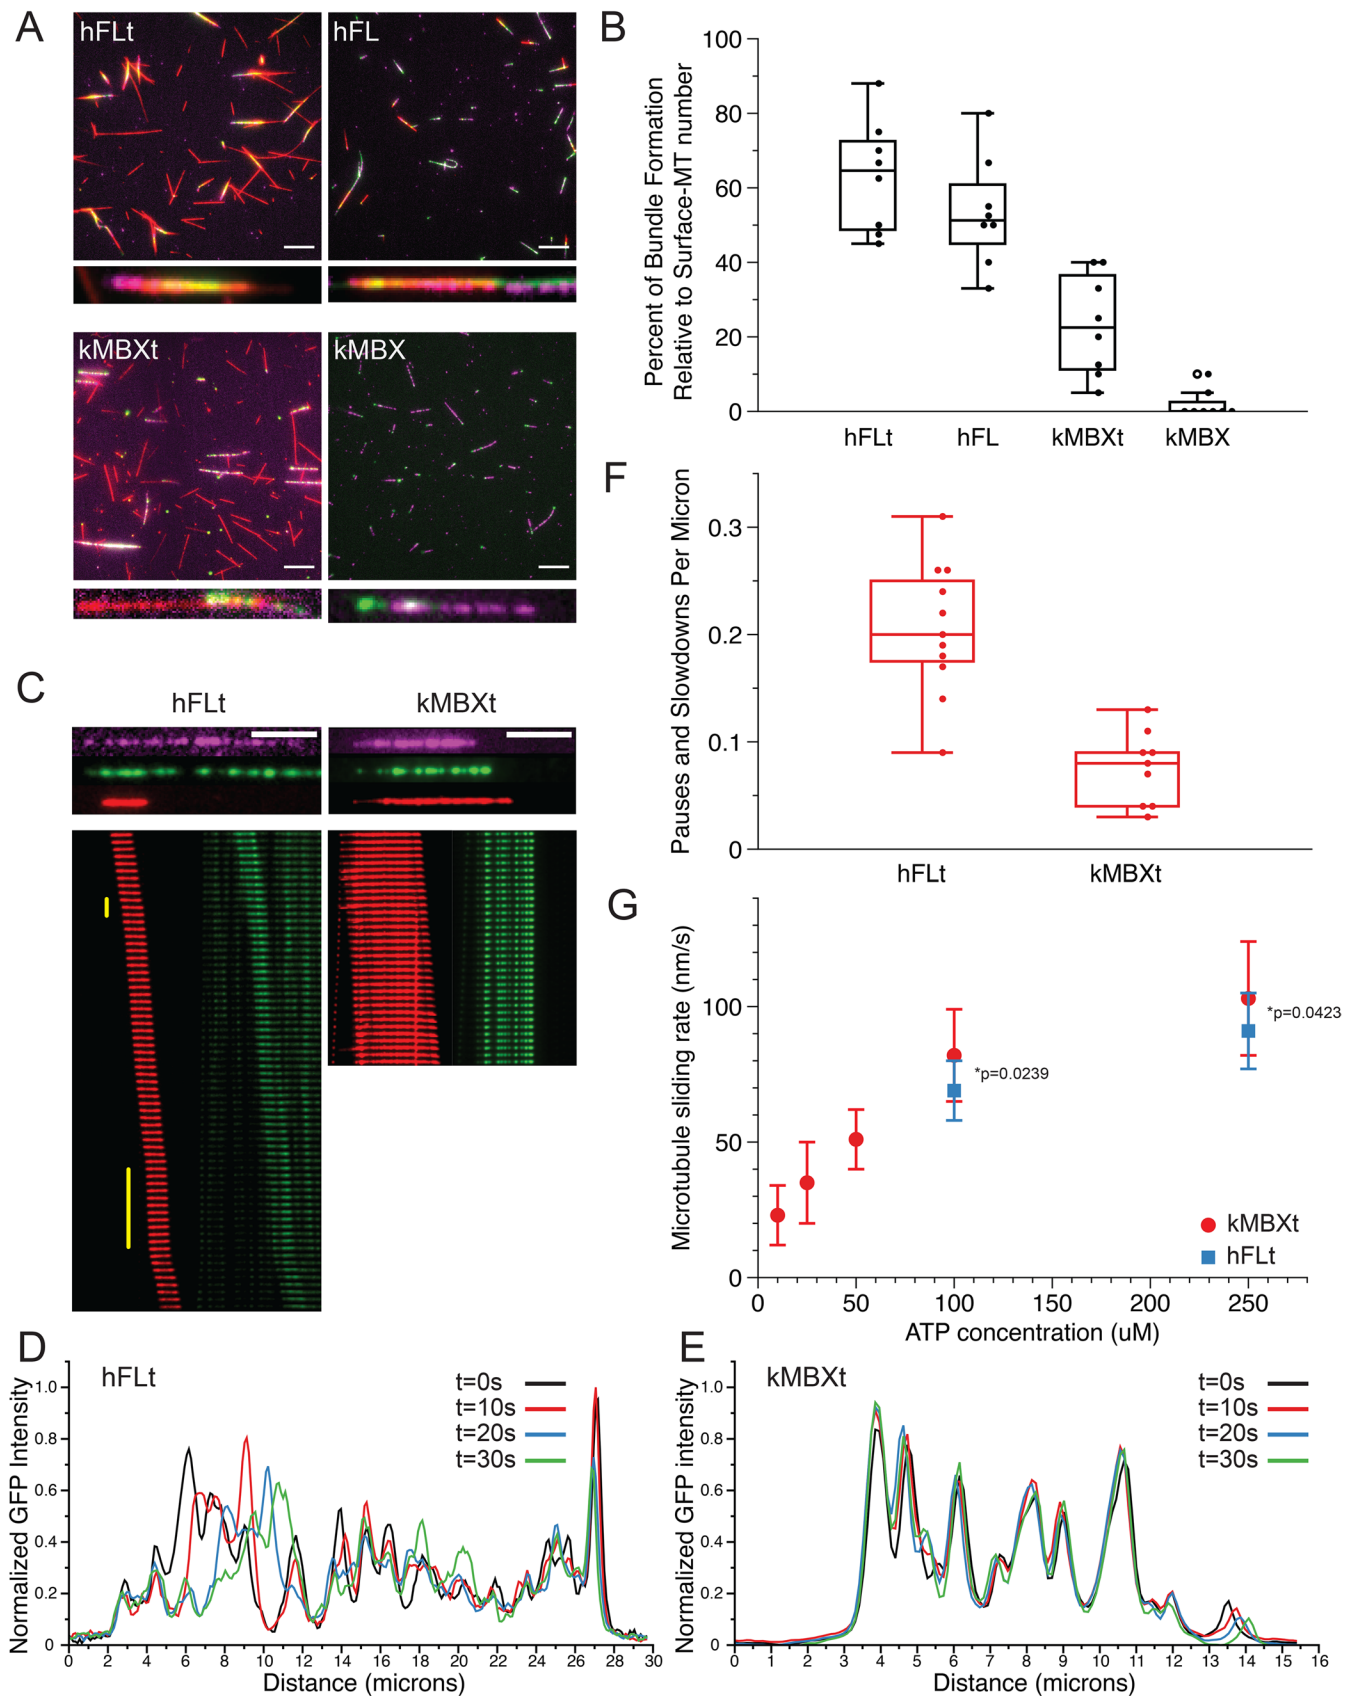 A
hFLt
hFL
kMBXt
kMBX
B
Percent of Bundle Formation
Relative to Surface-MT number
100
80
60
40
20
0
hFLt
hFL
kMBXt
kMBX
C
hFLt
kMBXt
F
Pauses and Slowdowns Per Micron
0.3
0.2
0.1
0
hFLt
kMBXt
G
Microtubule sliding rate (nm/s)
100
50
0
*p=0.0239
*p=0.0423
kMBXt
hFLt
0
50
100
150
200
250
ATP concentration (uM)
D
hFLt
Normalized GFP Intensity
1.0
0.8
0.6
0.4
0.2
0
t=0s
t=10s
t=20s
t=30s
0 2 4 6 8 10 12 14 16 18 20 22 24 26 28 30
Distance (microns)
E
kMBXt
Normalized GFP intensity
1.0
0.8
0.6
0.4
0.2
0
t=0s
t=10s
t=20s
t=30s
0 1 2 3 4 5 6 7 8 9 10 11 12 13 14 15 16
Distance (microns)